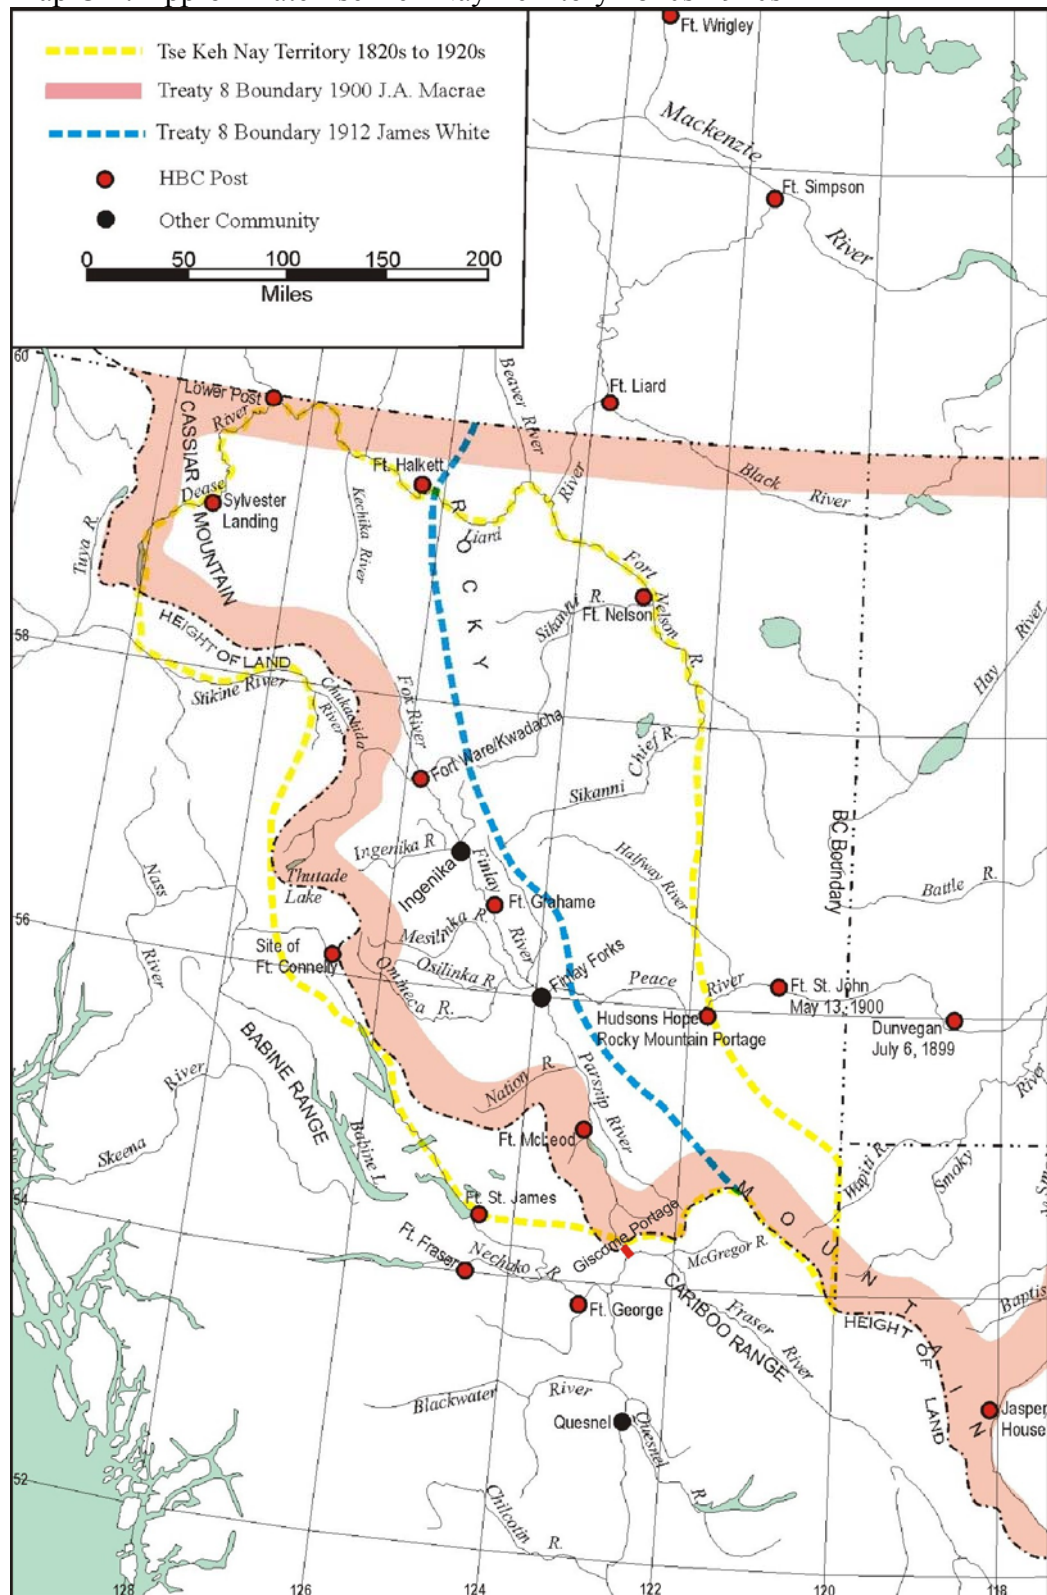 Tse Keh Nay Territory 1820s to 1920s
Treaty 8 Boundary 1900 J.A. Macrae
Treaty 8 Boundary 1912 James White
HBC Post
Other Community
0 50 100 150 200
Miles
Ft. Wrigley
Mackenzie
Ft. Simpson
River
60
Beaver River
Ft. Liard
Lower Post
CASSIAR
River
Ft. Halkett
River
Black
River
Dease
Sylvester
Landing
Kechika River
ROCKY
Liard
Tuya R.
MOUNTAIN
Fort
Nelson
R.
Sikanni R.
Ft. Nelson
River
58
HEIGHT OF LAND
Stikine River
Chukachida
River
Fox River
Hay
Fort Ware/Kwadacha
Chief R.
Sikanni
BC Boundary
Ingenika R
Ingenika
Finlay
Halfway River
Thutade
Lake
Nass
Battle R.
Ft. Grahame
Mesilinka R.
River
56
Site of
Ft. Connelly
Omineca
R.
Osilinka R.
Finlay Forks
Peace
River
Ft. St. John
May 13, 1900
River
Hudsons Hope
Rocky Mountain Portage
Dunvegan
July 6, 1899
BABINE RANGE
River
River
Nation R.
Parsnip River
Skeena
Babine L
Ft. McLeod
Wapiti R.
Smoky
54
Ft. St. James
MOUNTAIN
Giscome Portage
McGregor R.
Ft. Fraser
Nechako R
CARIBOO RANGE
Baptis
Ft. George
Fraser
River
HEIGHT OF LAND
Blackwater
River
Jasper
House
Quesnel
Quesnel
R.
52
Chilcotin
R.
128
126
124
122
120
118